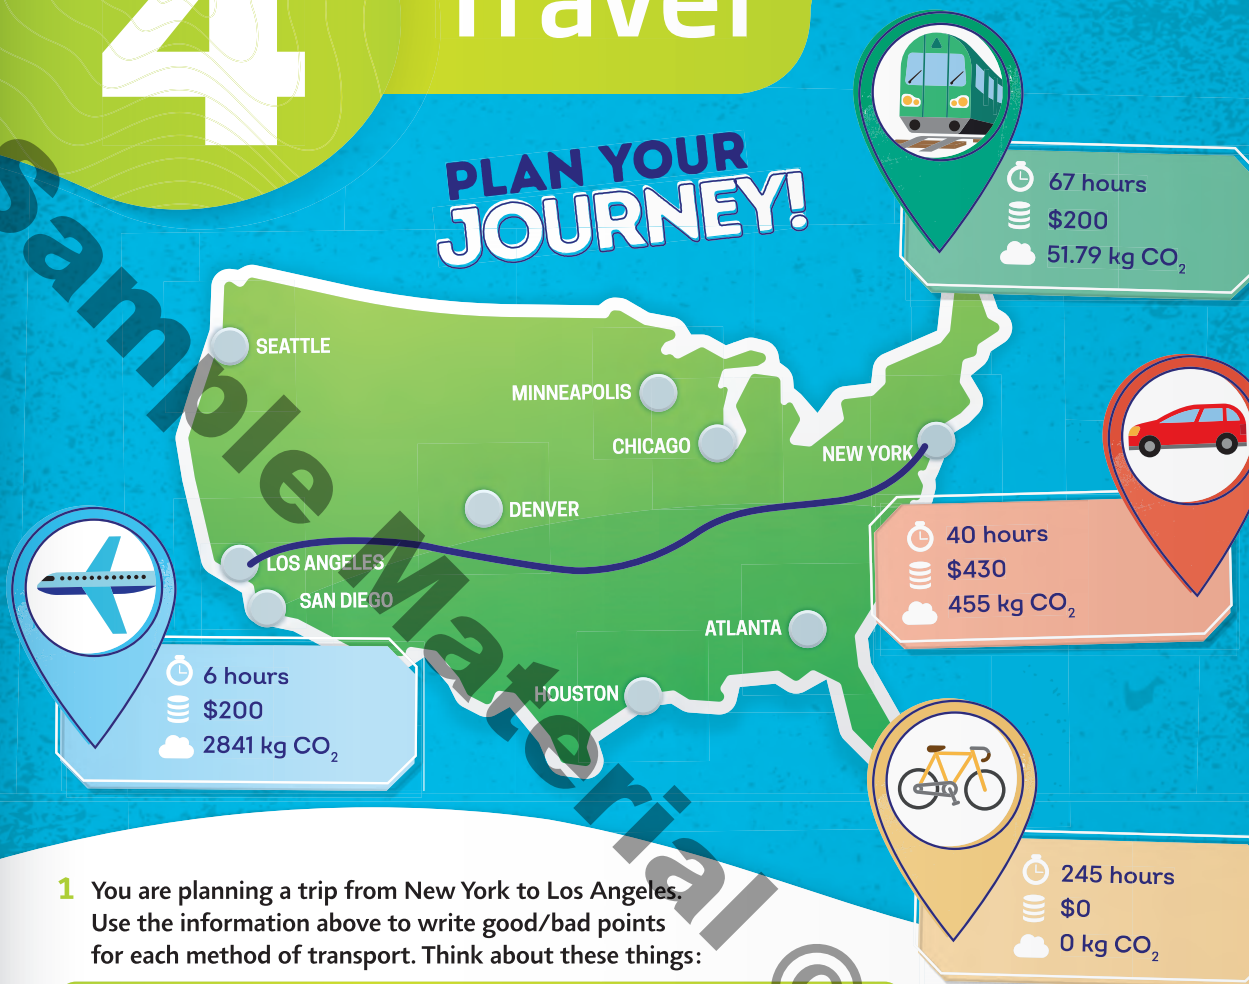 4
Travel
PLAN YOUR
JOURNEY!
67 hours
$200
51.79 kg CO₂
SEATTLE
MINNEAPOLIS
CHICAGO
NEW YORK
DENVER
LOS ANGELES
SAN DIEGO
ATLANTA
HOUSTON
40 hours
$430
455 kg CO₂
6 hours
$200
2841 kg CO₂
245 hours
$0
0 kg CO₂
1 You are planning a trip from New York to Los Angeles.
Use the information above to write good/bad points
for each method of transport. Think about these things:
Sample Material ©